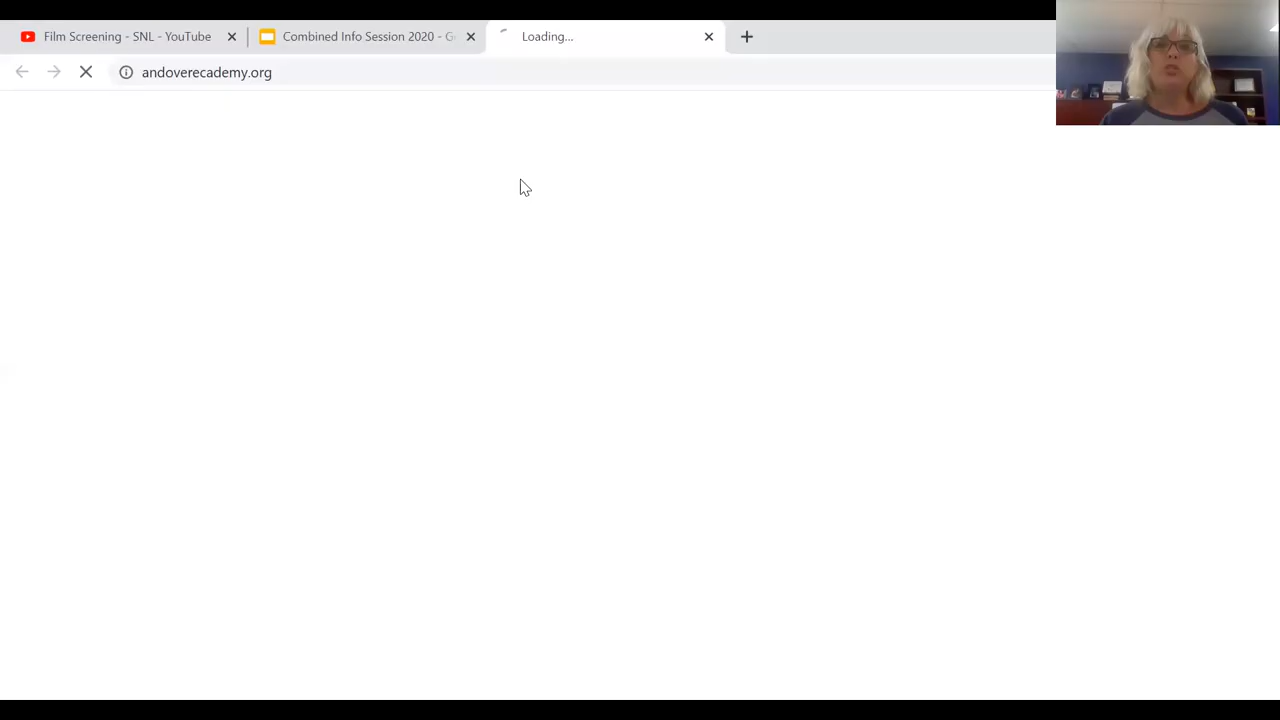 Film Screening - SNL - YouTube
Combined Info Session 2020 - G
Loading...
andoverecademy.org